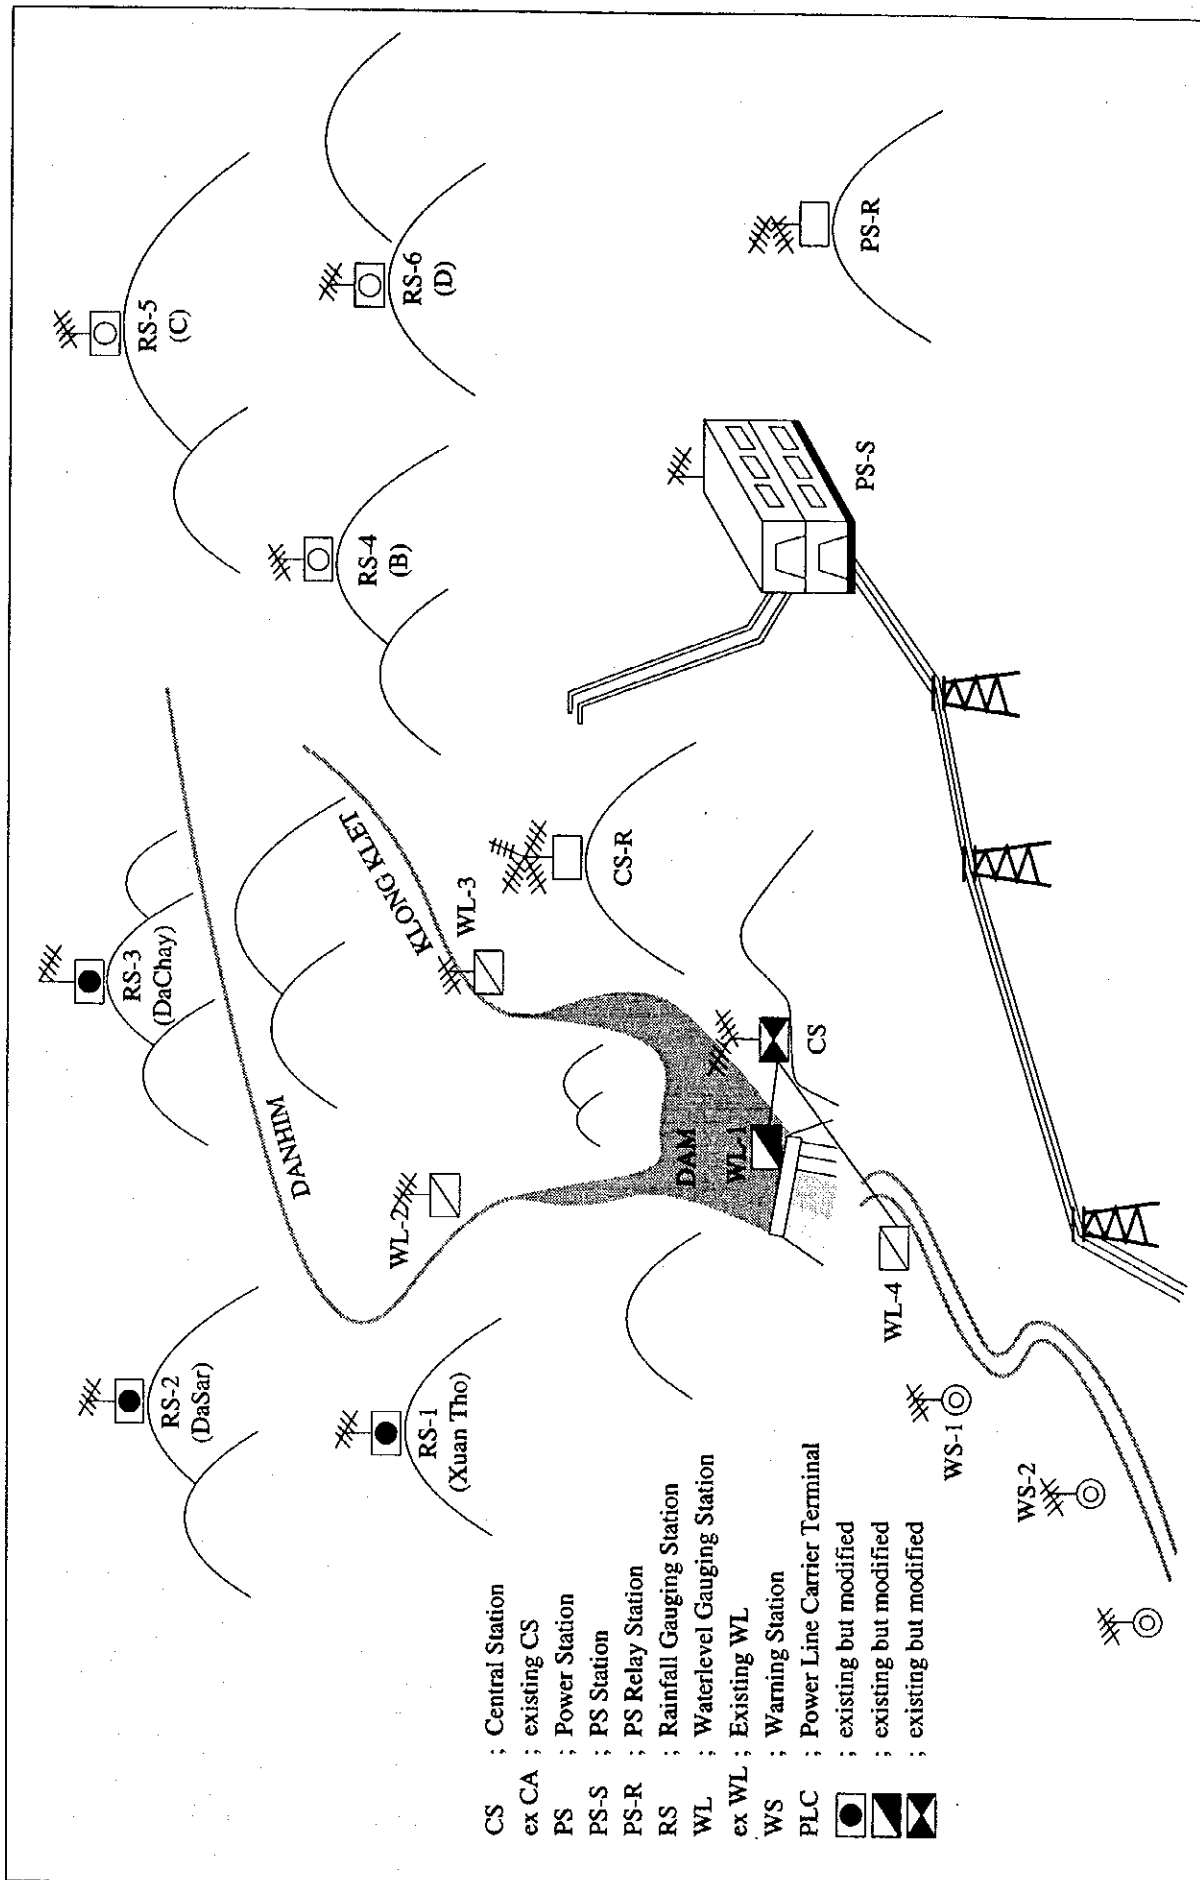 RS-2
(DaSar)
RS-3
(DaChay)
RS-5
(C)
DANHIM
RS-1
(Xuan Tho)
WL-2
KLONG KLET
WL-3
RS-4
(B)
RS-6
(D)
CS-R
DAM
WL-1
CS
WL-4
PS-S
PS-R
WS-1
WS-2
CS ; Central Station
ex CA ; existing CS
PS ; Power Station
PS-S ; PS Station
PS-R ; PS Relay Station
RS ; Rainfall Gauging Station
WL ; Waterlevel Gauging Station
ex WL ; Existing WL
WS ; Warning Station
PLC ; Power Line Carrier Terminal
; existing but modified
; existing but modified
; existing but modified